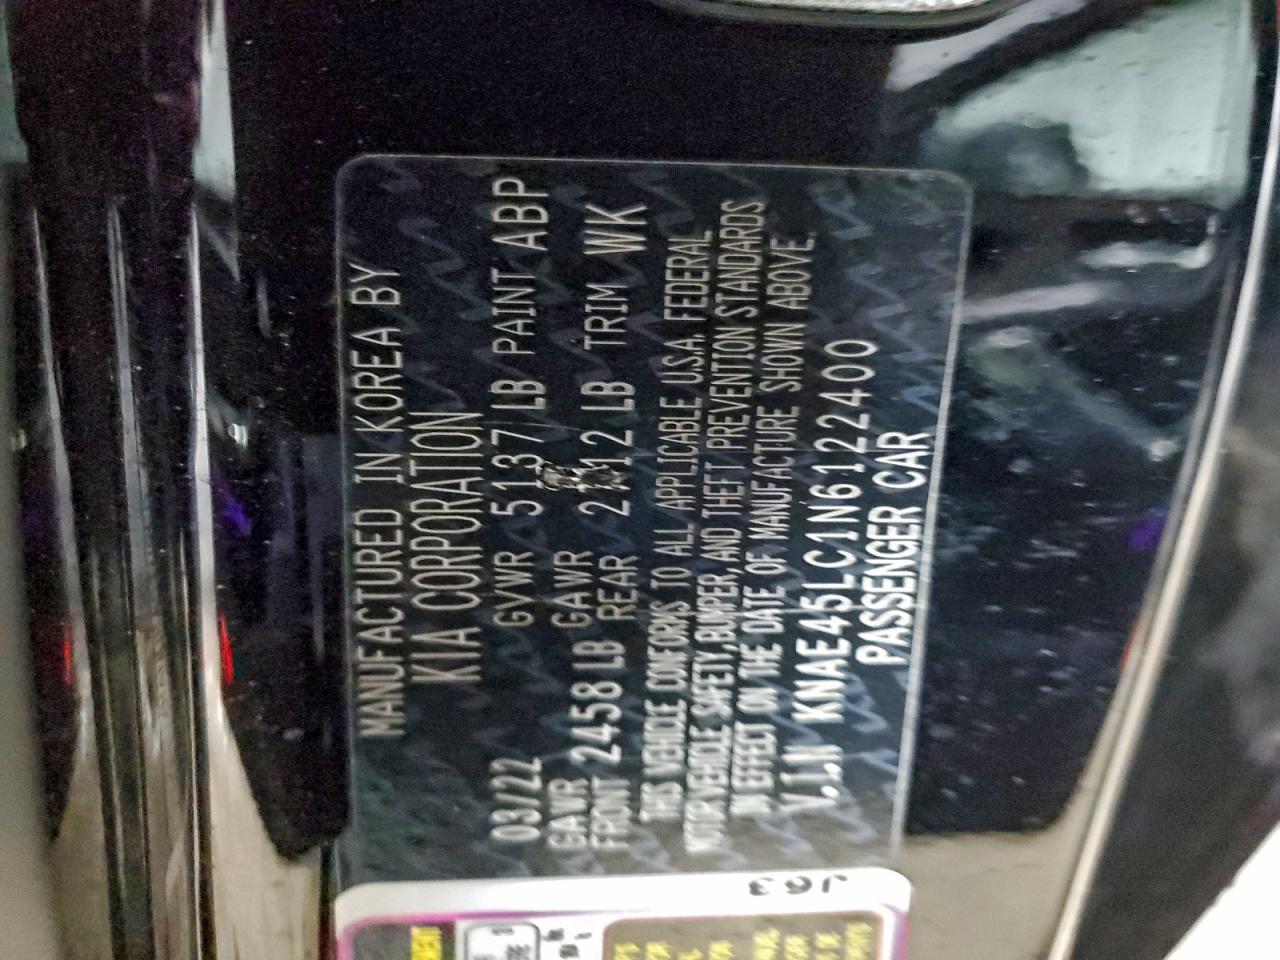 MANUFACTURED IN KOREA BY
KIA CORPORATION
03/22 GVWR 5137 LB PAINT ABP
GAWR GAWR
FRONT 2458 LB REAR LB TRIM WK
THIS VEHICLE CONFORMS TO ALL APPLICABLE U.S.A. FEDERAL
MOTOR VEHICLE SAFETY, BUMPER, AND THEFT PREVENTION STANDARDS
IN EFFECT ON THE DATE OF MANUFACTURE SHOWN ABOVE
V.I.N KNAE45LC1N6122400
PASSENGER CAR
J63